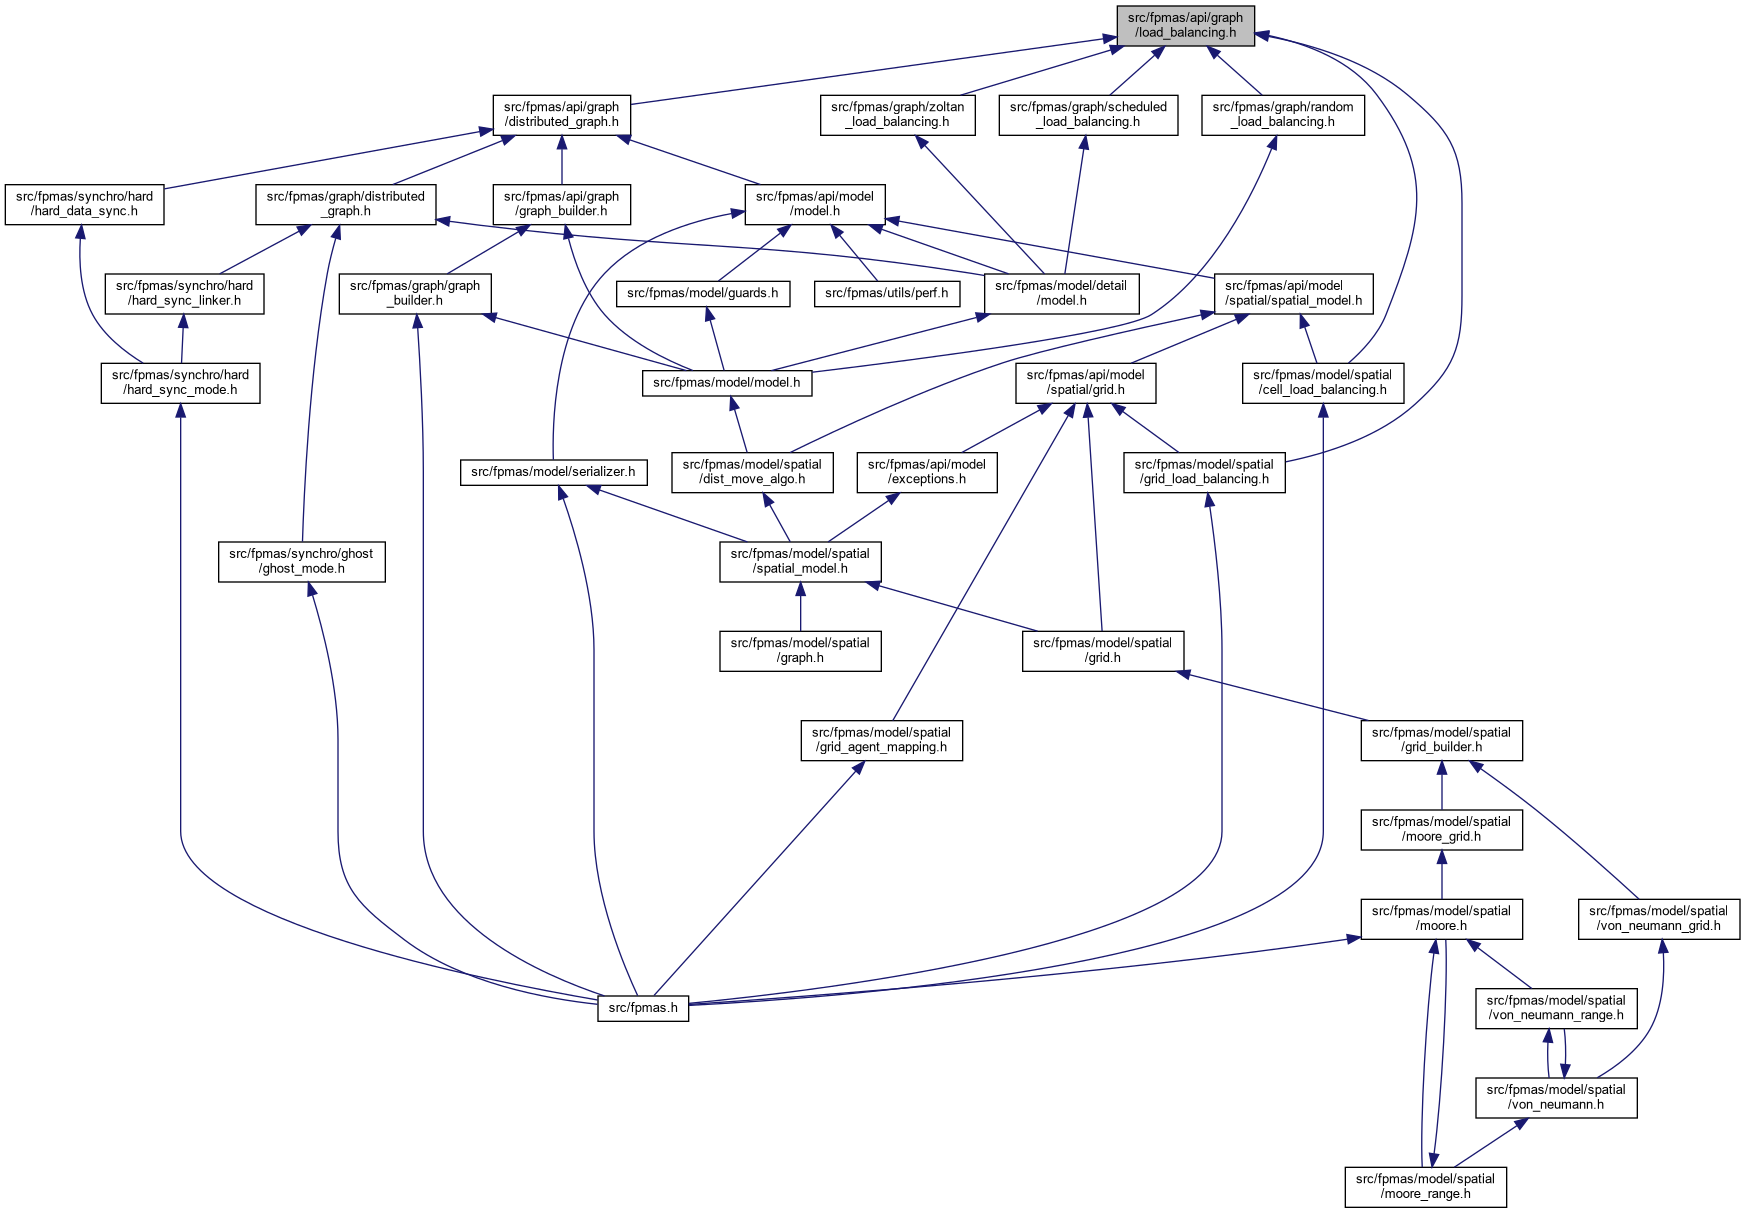 src/fpmas/api/graph
/load_balancing.h
src/fpmas/api/graph
/distributed_graph.h
src/fpmas/graph/zoltan
_load_balancing.h
src/fpmas/graph/scheduled
_load_balancing.h
src/fpmas/graph/random
_load_balancing.h
src/fpmas/synchro/hard
/hard_data_sync.h
src/fpmas/graph/distributed
_graph.h
src/fpmas/api/graph
/graph_builder.h
src/fpmas/api/model
/model.h
src/fpmas/synchro/hard
/hard_sync_linker.h
src/fpmas/graph/graph
_builder.h
src/fpmas/model/guards.h
src/fpmas/utils/perf.h
src/fpmas/model/detail
/model.h
src/fpmas/api/model
/spatial/spatial_model.h
src/fpmas/synchro/hard
/hard_sync_mode.h
src/fpmas/model/model.h
src/fpmas/api/model
/spatial/grid.h
src/fpmas/model/spatial
/cell_load_balancing.h
src/fpmas/model/serializer.h
src/fpmas/model/spatial
/dist_move_algo.h
src/fpmas/api/model
/exceptions.h
src/fpmas/model/spatial
/grid_load_balancing.h
src/fpmas/synchro/ghost
/ghost_mode.h
src/fpmas/model/spatial
/spatial_model.h
src/fpmas/model/spatial
/graph.h
src/fpmas/model/spatial
/grid.h
src/fpmas/model/spatial
/grid_agent_mapping.h
src/fpmas/model/spatial
/grid_builder.h
src/fpmas/model/spatial
/moore_grid.h
src/fpmas/model/spatial
/moore.h
src/fpmas/model/spatial
/von_neumann_grid.h
src/fpmas.h
src/fpmas/model/spatial
/von_neumann_range.h
src/fpmas/model/spatial
/von_neumann.h
src/fpmas/model/spatial
/moore_range.h